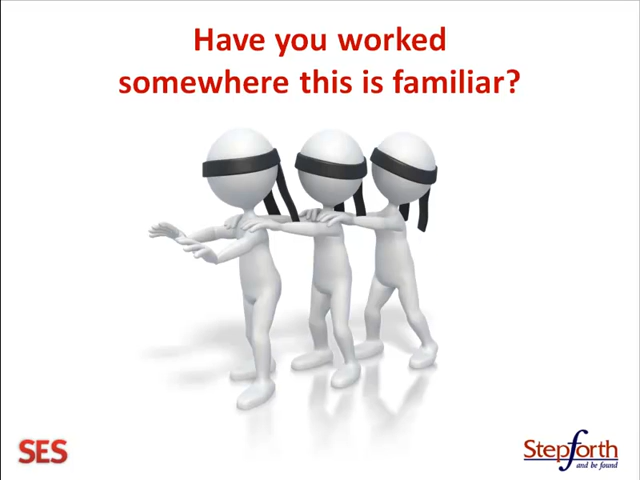 Have you worked
somewhere this is familiar?
SES
Stepforth
and be found